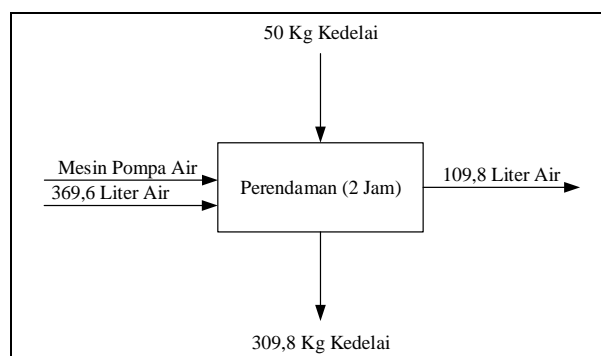 50 Kg Kedelai
Mesin Pompa Air
369,6 Liter Air
Perendaman (2 Jam)
109,8 Liter Air
309,8 Kg Kedelai